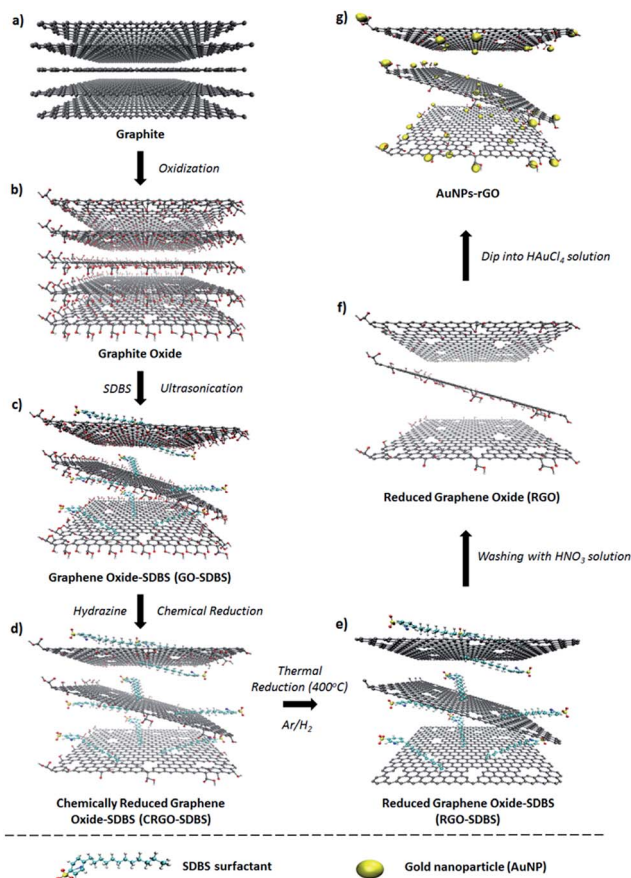 a)
Graphite
Oxidization
b)
Graphite Oxide
SDBS Ultrasonication
c)
Graphene Oxide-SDBS (GO-SDBS)
Hydrazine Chemical Reduction
d)
Chemically Reduced Graphene
Oxide-SDBS (CRGO-SDBS)
Thermal
Reduction (400°C)
Ar/H₂
e)
Reduced Graphene Oxide-SDBS
(RGO-SDBS)
Washing with HNO₃ solution
f)
Reduced Graphene Oxide (RGO)
Dip into HAuCl₄ solution
g)
AuNPs-rGO
SDBS surfactant
Gold nanoparticle (AuNP)